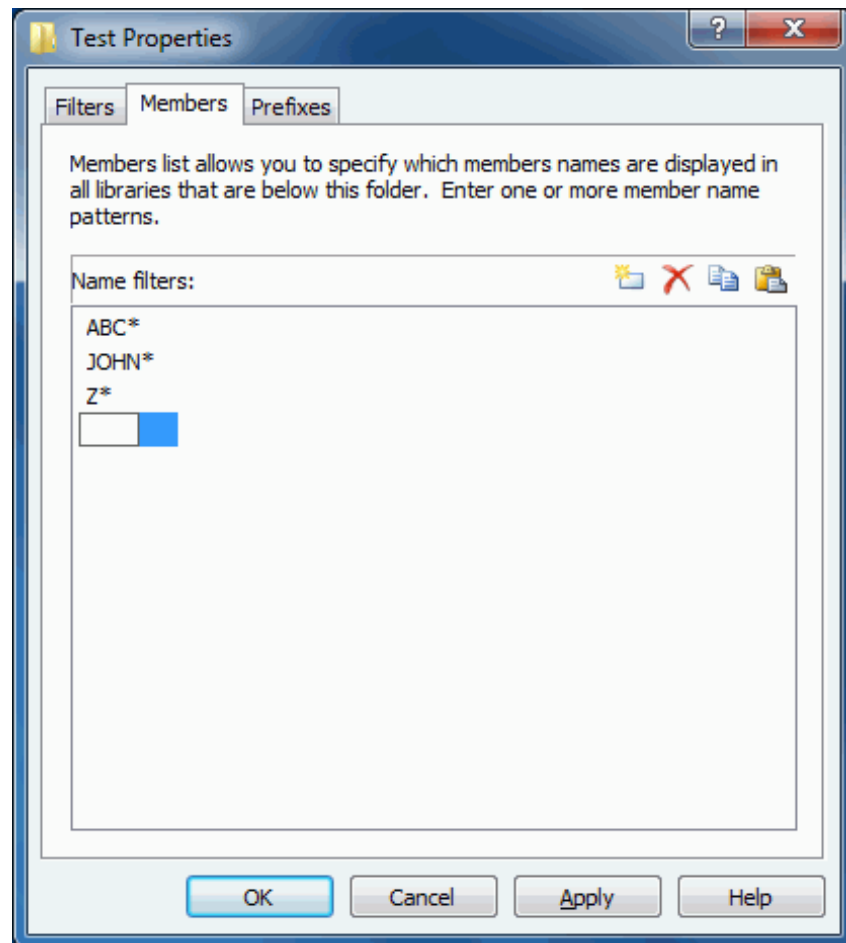 Test Properties
?
X
Filters Members Prefixes
Members list allows you to specify which members names are displayed in
all libraries that are below this folder. Enter one or more member name
patterns.
Name filters:
ABC*
JOHN*
Z*
OK Cancel Apply Help